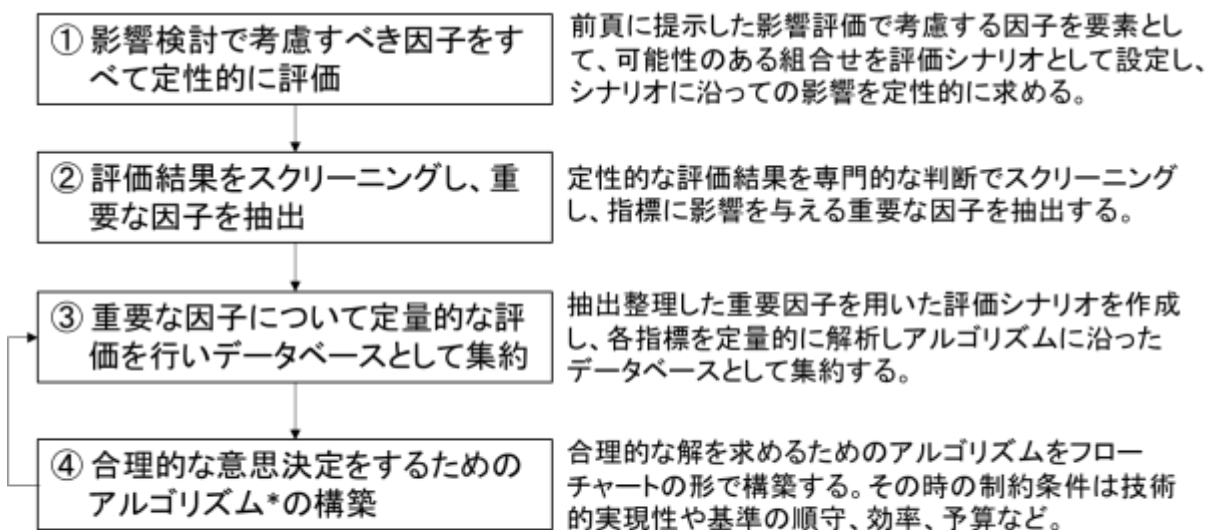 ① 影響検討で考慮すべき因子をす
べて定性的に評価
前頁に提示した影響評価で考慮する因子を要素とし
て、可能性のある組合せを評価シナリオとして設定し、
シナリオに沿っての影響を定性的に求める。
② 評価結果をスクリーニングし、重
要な因子を抽出
定性的な評価結果を専門的な判断でスクリーニング
し、指標に影響を与える重要な因子を抽出する。
③ 重要な因子について定量的な評
価を行いデータベースとして集約
抽出整理した重要因子を用いた評価シナリオを作成
し、各指標を定量的に解析しアルゴリズムに沿った
データベースとして集約する。
④ 合理的な意思決定をするための
アルゴリズム*の構築
合理的な解を求めるためのアルゴリズムをフロー
チャートの形で構築する。その時の制約条件は技術
的実現性や基準の順守、効率、予算など。